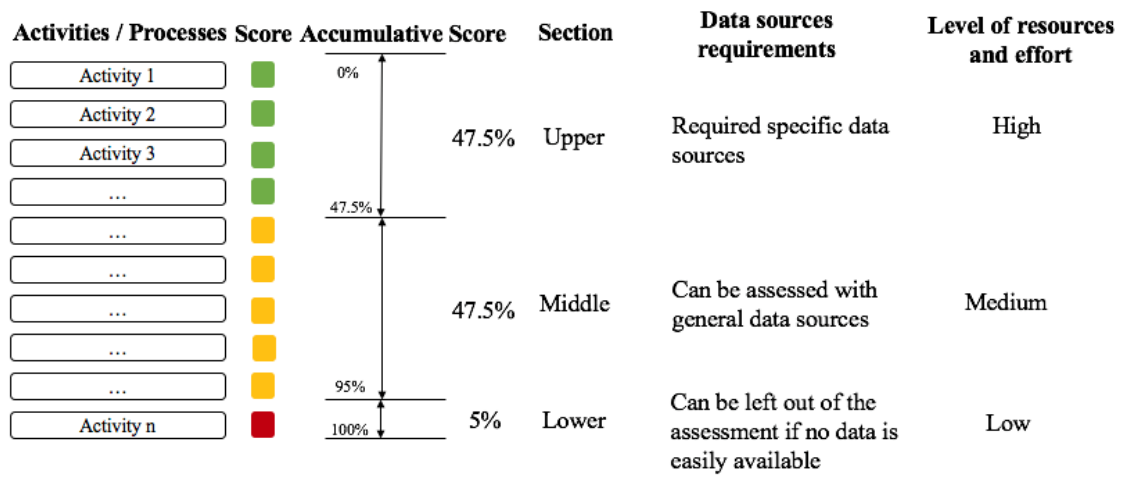 Activities / Processes Score Accumulative Score Section Data sources requirements Level of resources and effort
Activity 1
0%
Activity 2
47.5% Upper Required specific data sources High
Activity 3
...
47.5%
...
...
...
47.5% Middle Can be assessed with general data sources Medium
...
...
95%
Activity n
100%
5% Lower Can be left out of the assessment if no data is easily available Low